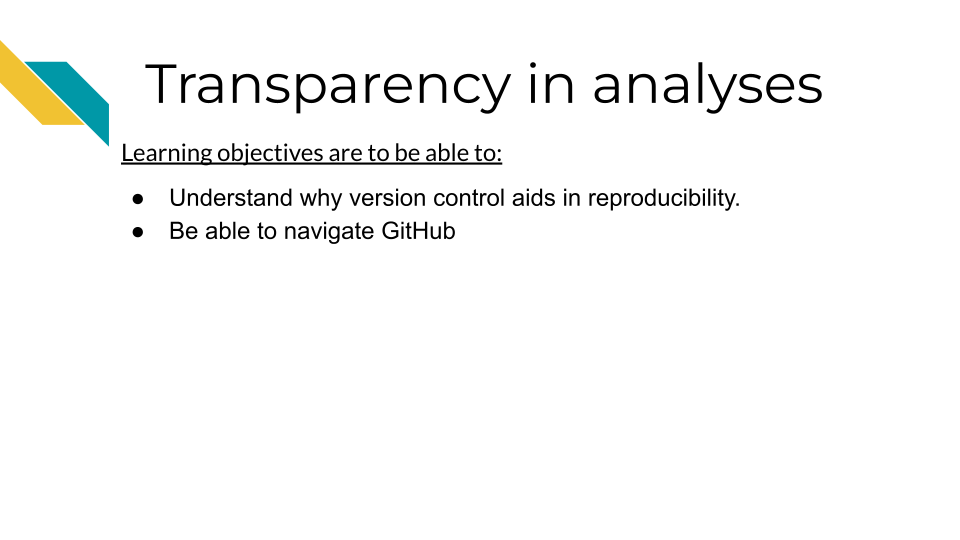 Transparency in analyses
Learning objectives are to be able to:
● Understand why version control aids in reproducibility.
● Be able to navigate GitHub